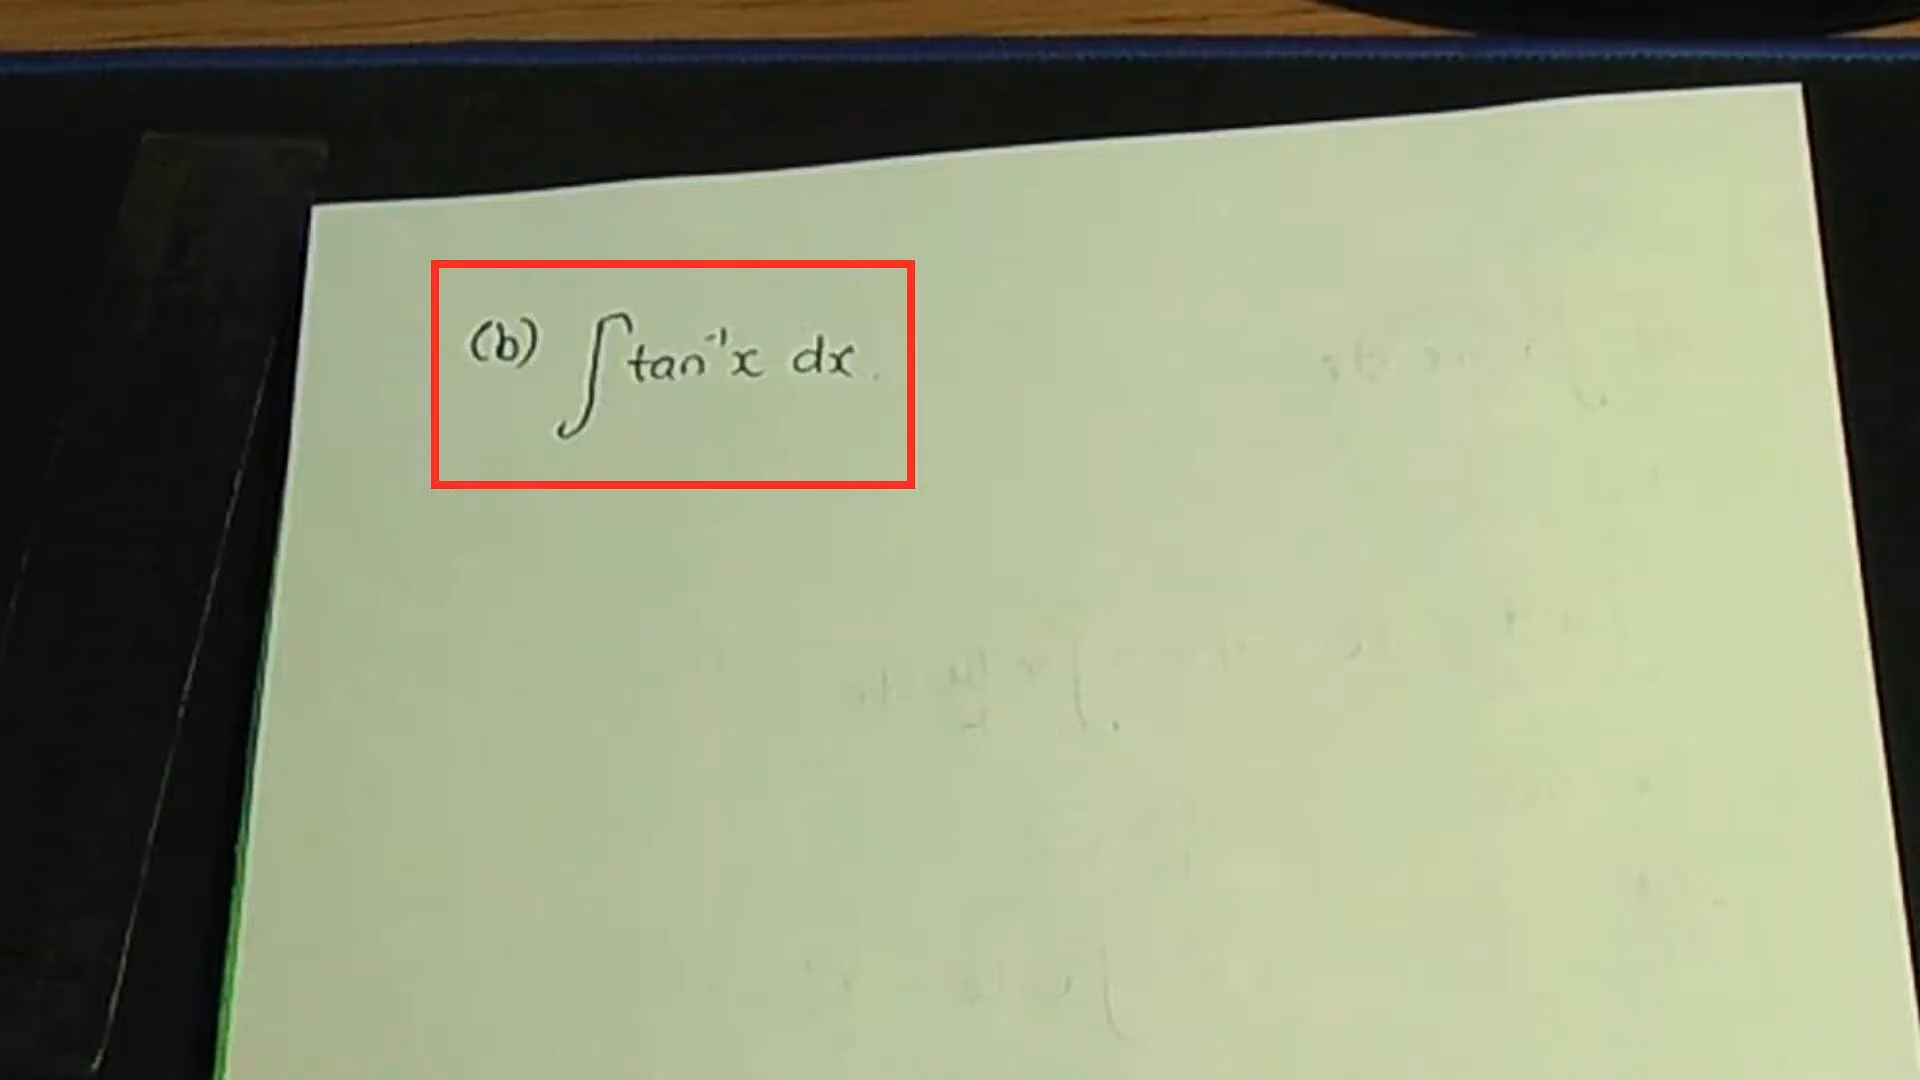 (b) ∫ tan⁻¹x dx.